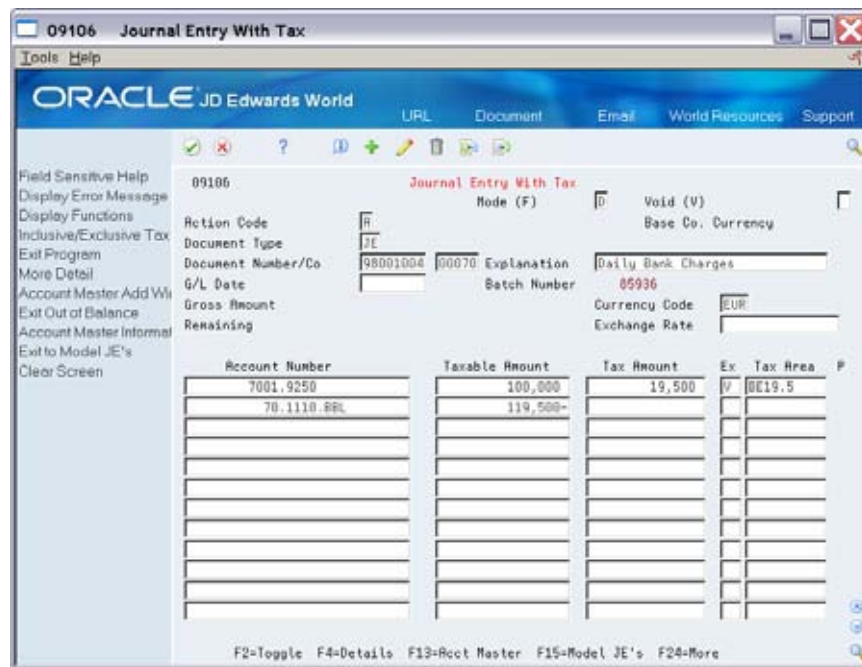 09106 Journal Entry With Tax
Tools Help
ORACLE JD Edwards World
URL Document Email World Resources Support
Field Sensitive Help
Display Error Message
Display Functions
Inclusive/Exclusive Tax
Exit Program
More Detail
Account Master Add Wi
Exit Out of Balance
Account Master Informat
Exit to Model JE's
Clear Screen
09106 Journal Entry With Tax
Mode (F) D Void (V)
Action Code A Base Co. Currency
Document Type JE
Document Number/Co 98001004 00070 Explanation Daily Bank Charges
G/L Date Batch Number 85936
Gross Amount Currency Code EUR
Remaining Exchange Rate
Account Number Taxable Amount Tax Amount Ex Tax Area P
7001.9250 100,000 19,500 V BE19.5
70.1110.BBL 119,500-
F2=Toggle F4=Details F13=Acct Master F15=Model JE's F24=More